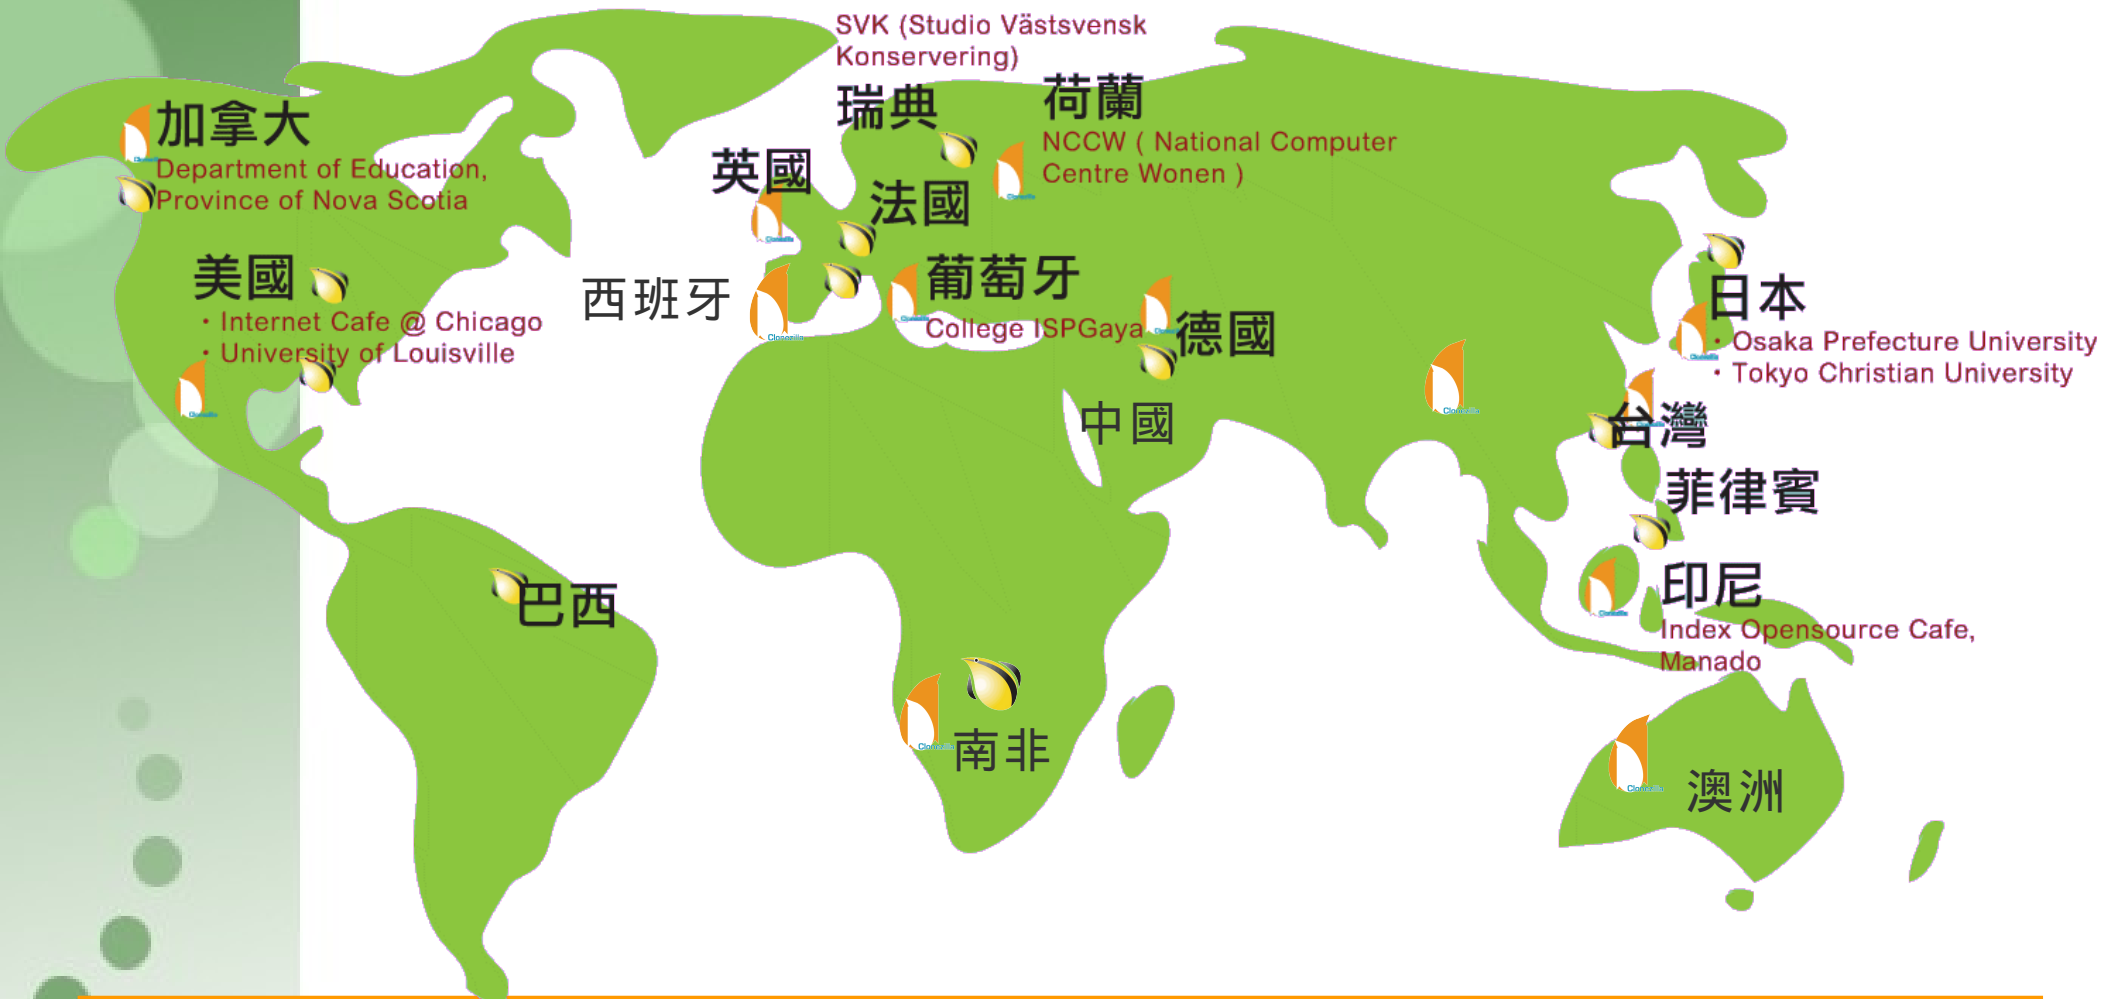 SVK (Studio Västsvensk
Konservering)
瑞典
荷蘭
NCCW ( National Computer
Centre Wonen )
加拿大
Department of Education,
Province of Nova Scotia
英國
法國
美國
・Internet Cafe @ Chicago
・University of Louisville
西班牙
葡萄牙
College ISPGaya
德國
日本
・Osaka Prefecture University
・Tokyo Christian University
中國
台灣
菲律賓
巴西
印尼
Index Opensource Cafe,
Manado
南非
澳洲
Clonezilla